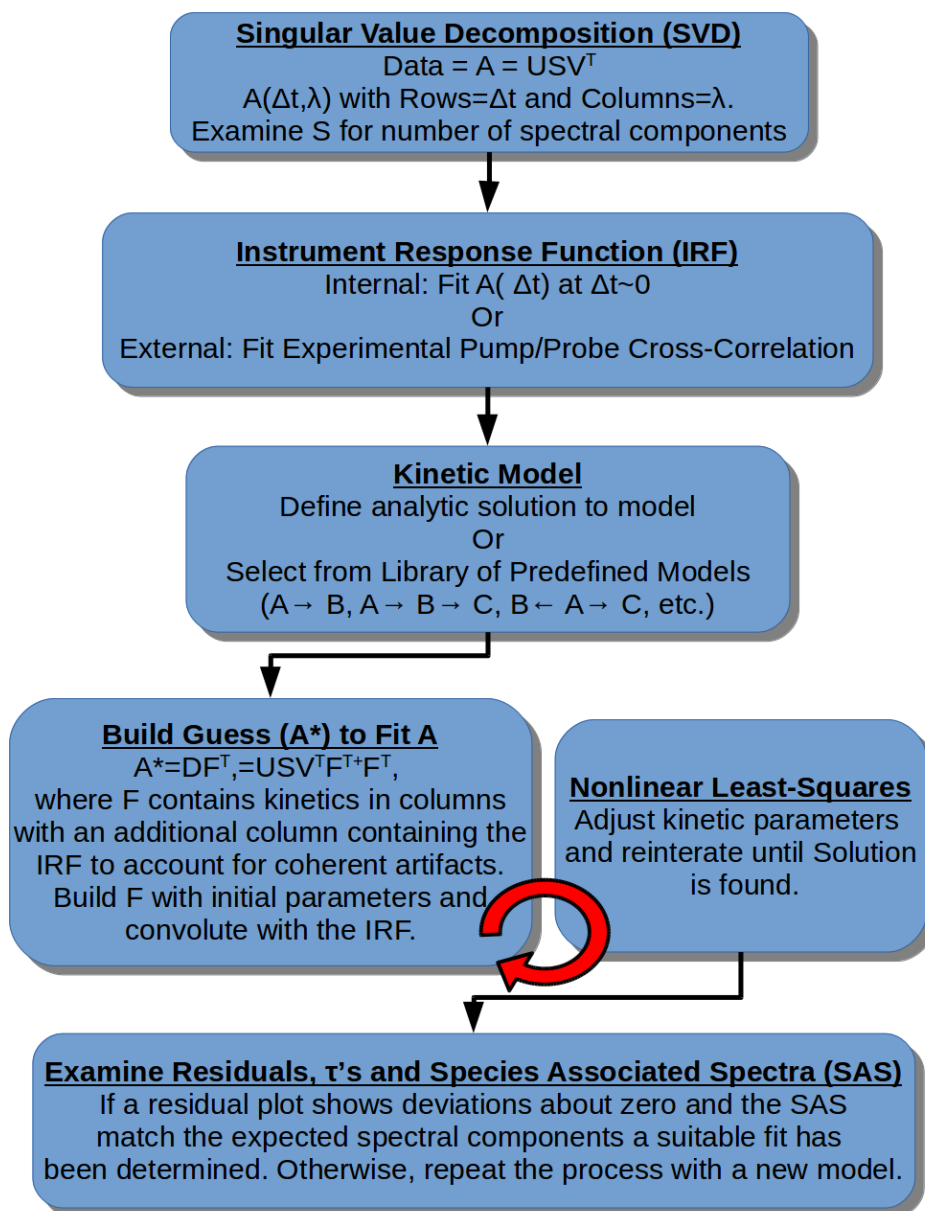 Singular Value Decomposition (SVD)
Data = A = USVᵀ
A(Δt,λ) with Rows=Δt and Columns=λ.
Examine S for number of spectral components
Instrument Response Function (IRF)
Internal: Fit A( Δt) at Δt~0
Or
External: Fit Experimental Pump/Probe Cross-Correlation
Kinetic Model
Define analytic solution to model
Or
Select from Library of Predefined Models
(A→ B, A→ B→ C, B← A→ C, etc.)
Build Guess (A*) to Fit A
A*=DFᵀ,=USVᵀFᵀ⁺Fᵀ,
where F contains kinetics in columns
with an additional column containing the
IRF to account for coherent artifacts.
Build F with initial parameters and
convolute with the IRF.
Nonlinear Least-Squares
Adjust kinetic parameters
and reinterate until Solution
is found.
Examine Residuals, τ's and Species Associated Spectra (SAS)
If a residual plot shows deviations about zero and the SAS
match the expected spectral components a suitable fit has
been determined. Otherwise, repeat the process with a new model.